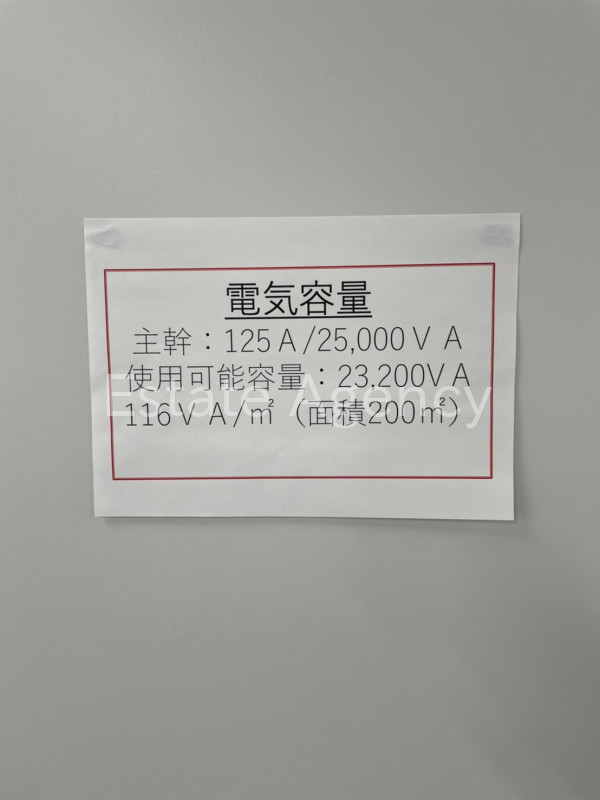 電気容量
主幹：125Ａ/25,000ＶＡ
使用可能容量：23,200VＡ
116ＶＡ/㎡（面積200㎡）
Estate Agency